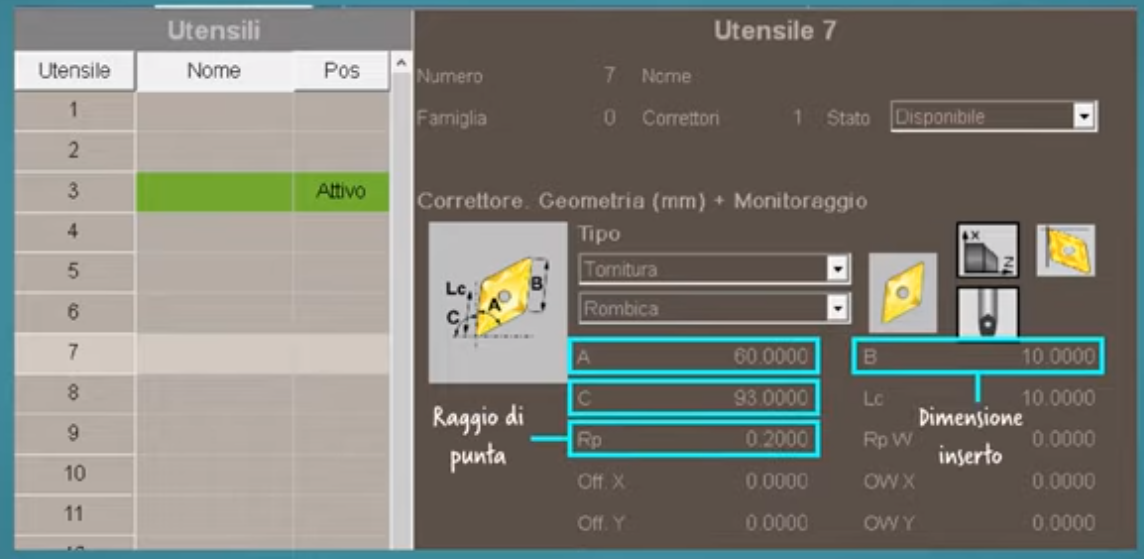 Utensili
Utensile Nome Pos
1
2
3 Attivo
4
5
6
7
8
9
10
11
Utensile 7
Numero 7 Nome
Famiglia 0 Correttori 1 Stato Disponibile
Correttore. Geometria (mm) + Monitoraggio
Lc
C
A
B
Tipo
Tornitura
Rombica
X
Z
A 60.0000 B 10.0000
C 93.0000 Lc 10.0000
Rp 0.2000 Rp W 0.0000
Off. X 0.0000 OW X 0.0000
Off. Y 0.0000 OW Y 0.0000
Raggio di
punta
Dimensione
inserto